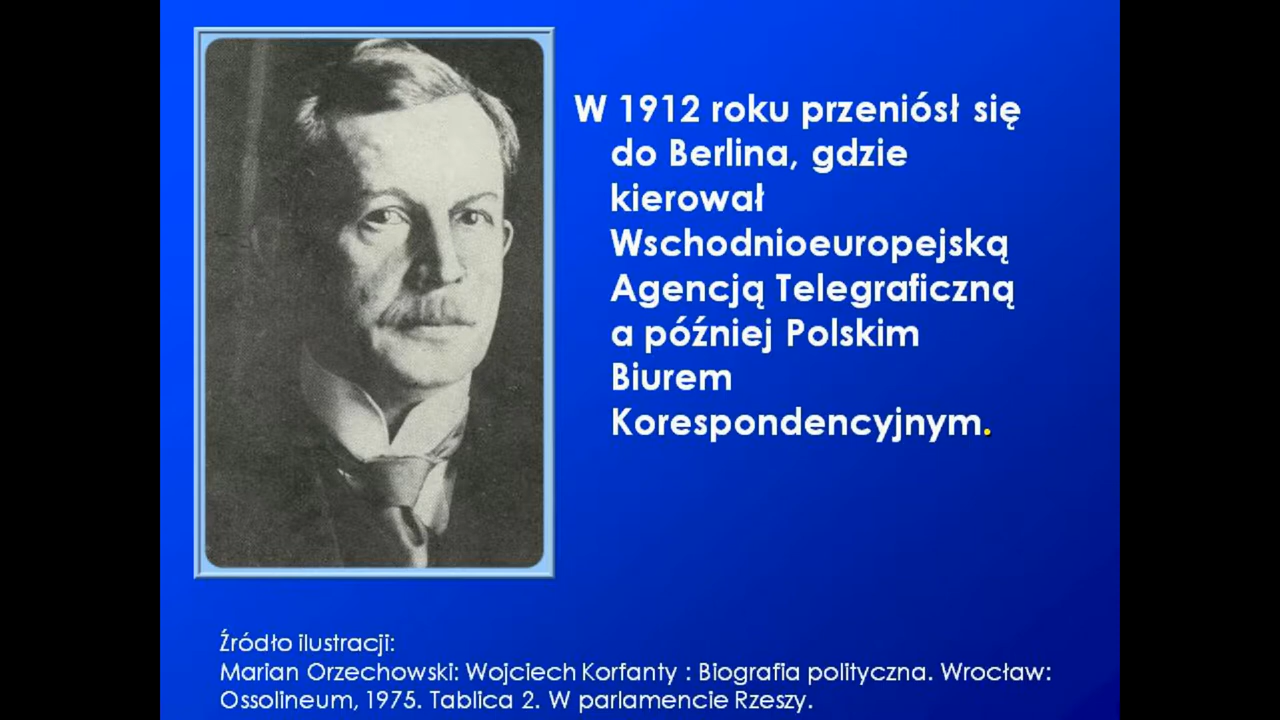 W 1912 roku przeniósł się
do Berlina, gdzie
kierował
Wschodnioeuropejską
Agencją Telegraficzną
a później Polskim
Biurem
Korespondencyjnym.
Źródło ilustracji:
Marian Orzechowski: Wojciech Korfanty : Biografia polityczna. Wrocław:
Ossolineum, 1975. Tablica 2. W parlamencie Rzeszy.